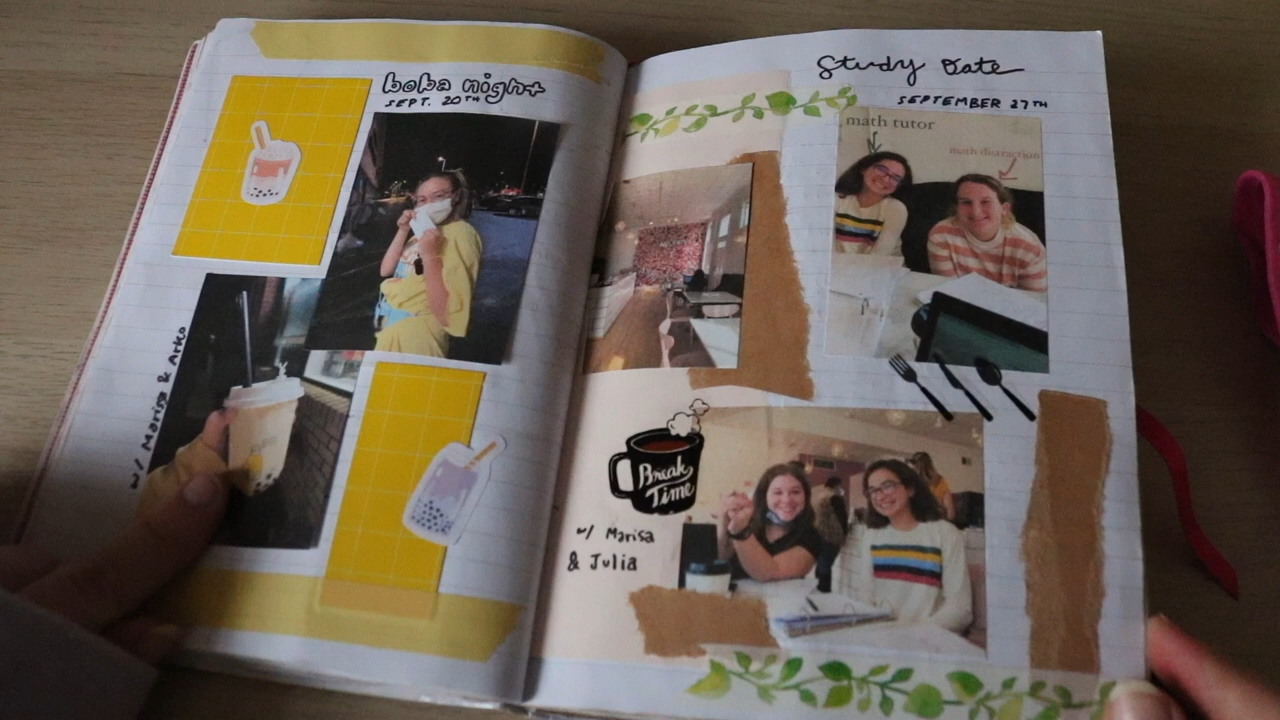 boba night
SEPT. 20TH
w/ Marisa & Arko
Study Date
SEPTEMBER 27TH
math tutor
math distraction
Break
Time
w/ Marisa
& Julia